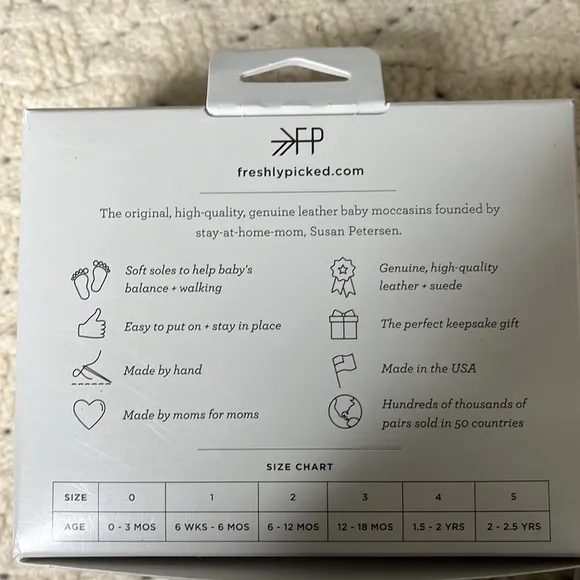 FP
freshlypicked.com
The original, high-quality, genuine leather baby moccasins founded by
stay-at-home-mom, Susan Petersen.
Soft soles to help baby's
balance + walking
Genuine, high-quality
leather + suede
Easy to put on + stay in place
The perfect keepsake gift
Made by hand
Made in the USA
Made by moms for moms
Hundreds of thousands of
pairs sold in 50 countries
SIZE CHART
SIZE 0 1 2 3 4 5
AGE 0 - 3 MOS 6 WKS - 6 MOS 6 - 12 MOS 12 - 18 MOS 1.5 - 2 YRS 2 - 2.5 YRS